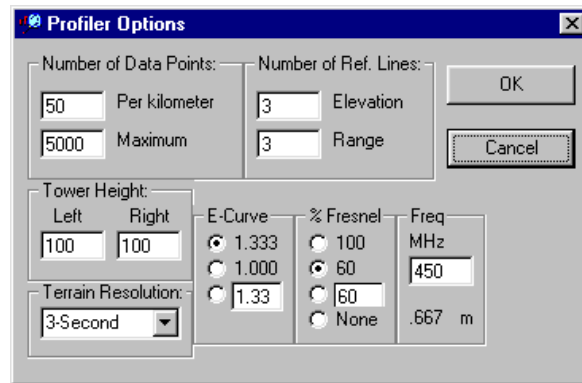 Profiler Options
Number of Data Points:
50 Per kilometer
5000 Maximum
Number of Ref. Lines:
3 Elevation
3 Range
OK
Cancel
Tower Height:
Left Right
100 100
Terrain Resolution:
3-Second
E-Curve
1.333
1.000
1.33
% Fresnel
100
60
60
None
Freq
MHz
450
.667 m